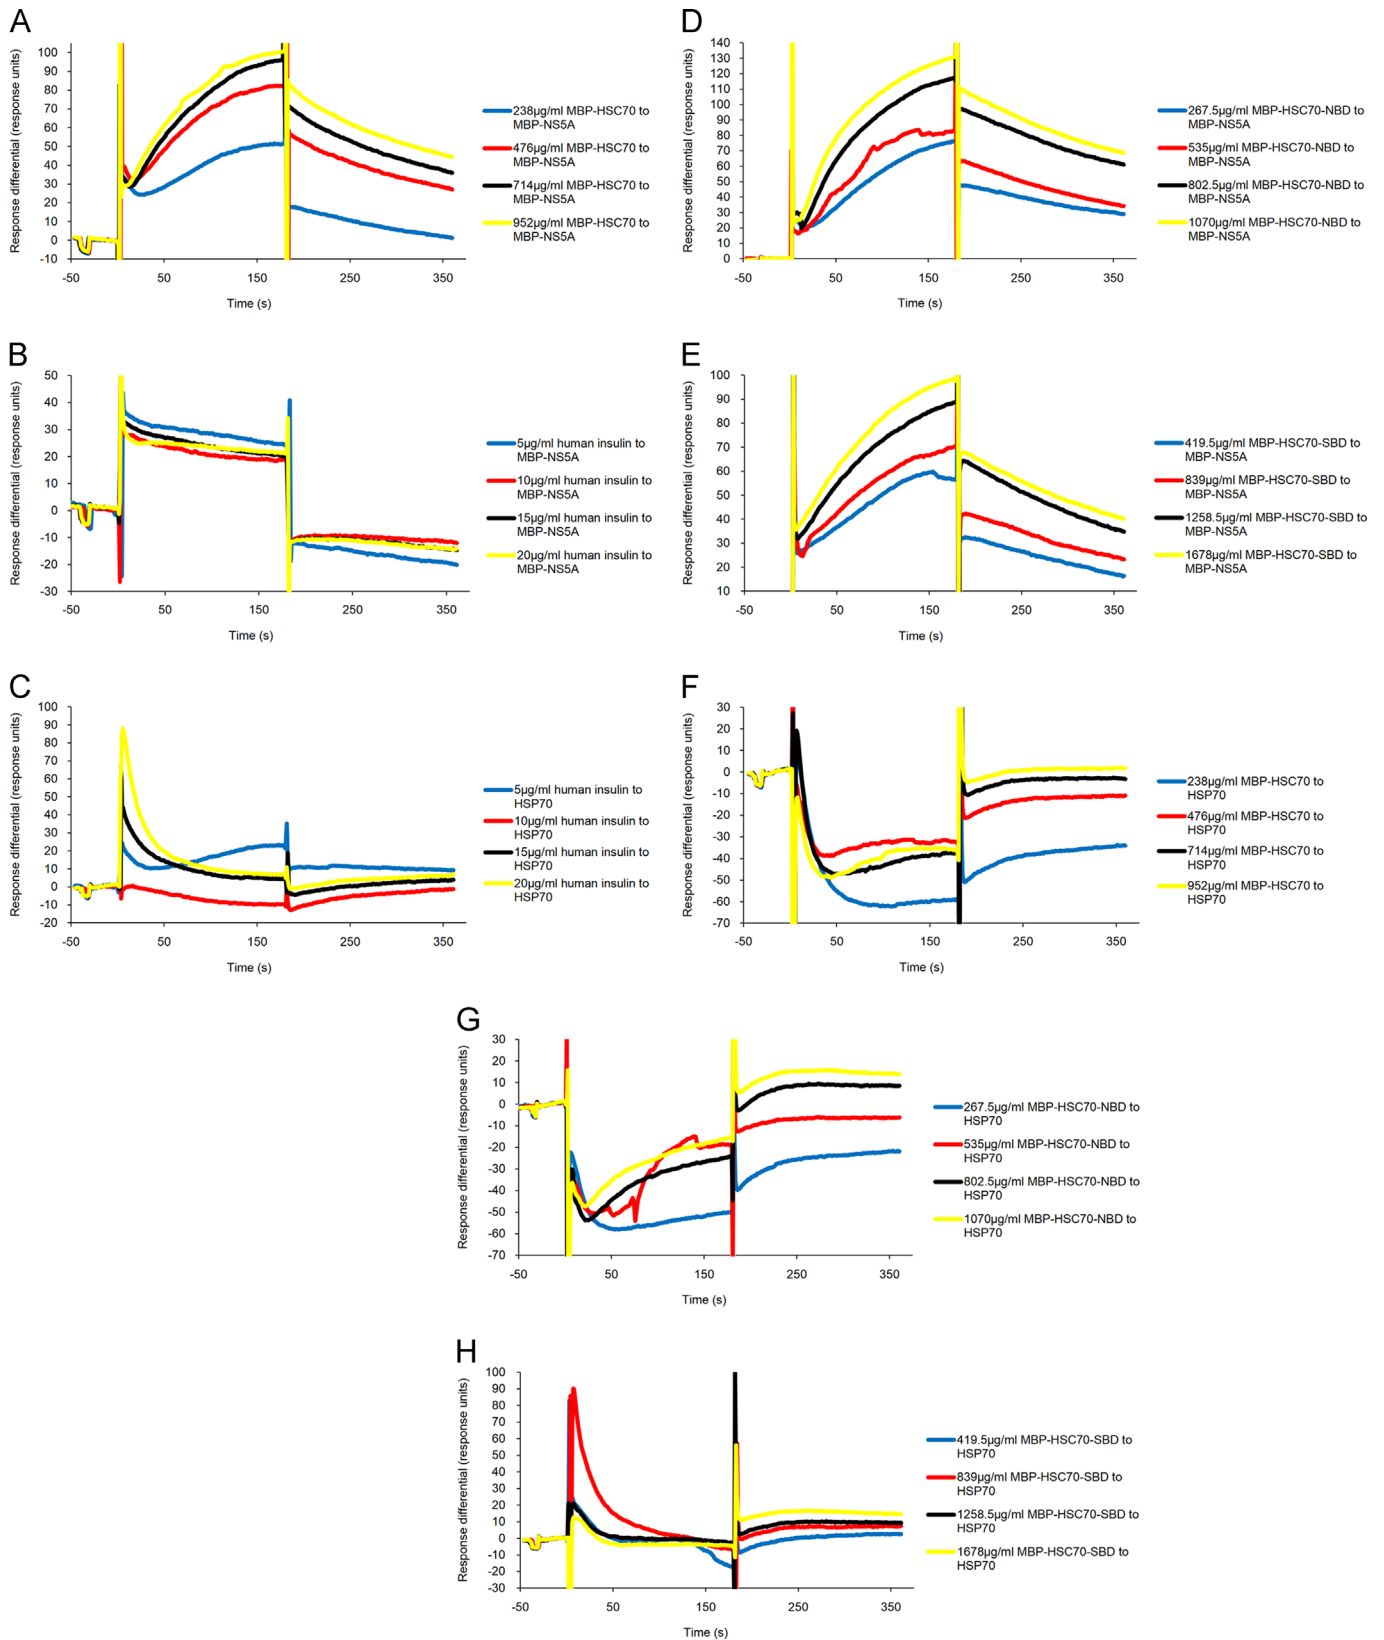 A
Response differential (response units)
100
90
80
70
60
50
40
30
20
10
0
-10
-50
50
150
250
350
Time (s)
238µg/ml MBP-HSC70 to
MBP-NS5A
476µg/ml MBP-HSC70 to
MBP-NS5A
714µg/ml MBP-HSC70 to
MBP-NS5A
952µg/ml MBP-HSC70 to
MBP-NS5A
D
Response differential (response units)
140
130
120
110
100
90
80
70
60
50
40
30
20
10
0
-50
50
150
250
350
Time (s)
267.5µg/ml MBP-HSC70-NBD to
MBP-NS5A
535µg/ml MBP-HSC70-NBD to
MBP-NS5A
802.5µg/ml MBP-HSC70-NBD to
MBP-NS5A
1070µg/ml MBP-HSC70-NBD to
MBP-NS5A
B
Response differential (response units)
50
40
30
20
10
0
-10
-20
-30
-50
50
150
250
350
Time (s)
5µg/ml human insulin to
MBP-NS5A
10µg/ml human insulin to
MBP-NS5A
15µg/ml human insulin to
MBP-NS5A
20µg/ml human insulin to
MBP-NS5A
E
Response differential (response units)
100
90
80
70
60
50
40
30
20
10
-50
50
150
250
350
Time (s)
419.5µg/ml MBP-HSC70-SBD to
MBP-NS5A
839µg/ml MBP-HSC70-SBD to
MBP-NS5A
1258.5µg/ml MBP-HSC70-SBD to
MBP-NS5A
1678µg/ml MBP-HSC70-SBD to
MBP-NS5A
C
Response differential (response units)
100
90
80
70
60
50
40
30
20
10
0
-10
-20
-50
50
150
250
350
Time (s)
5µg/ml human insulin to
HSP70
10µg/ml human insulin to
HSP70
15µg/ml human insulin to
HSP70
20µg/ml human insulin to
HSP70
F
Response differential (response units)
30
20
10
0
-10
-20
-30
-40
-50
-60
-70
-50
50
150
250
350
Time (s)
238µg/ml MBP-HSC70 to
HSP70
476µg/ml MBP-HSC70 to
HSP70
714µg/ml MBP-HSC70 to
HSP70
952µg/ml MBP-HSC70 to
HSP70
G
Response differential (response units)
30
20
10
0
-10
-20
-30
-40
-50
-60
-70
-50
50
150
250
350
Time (s)
267.5µg/ml MBP-HSC70-NBD to
HSP70
535µg/ml MBP-HSC70-NBD to
HSP70
802.5µg/ml MBP-HSC70-NBD to
HSP70
1070µg/ml MBP-HSC70-NBD to
HSP70
H
Response differential (response units)
100
90
80
70
60
50
40
30
20
10
0
-10
-20
-30
-50
50
150
250
350
Time (s)
419.5µg/ml MBP-HSC70-SBD to
HSP70
839µg/ml MBP-HSC70-SBD to
HSP70
1258.5µg/ml MBP-HSC70-SBD to
HSP70
1678µg/ml MBP-HSC70-SBD to
HSP70